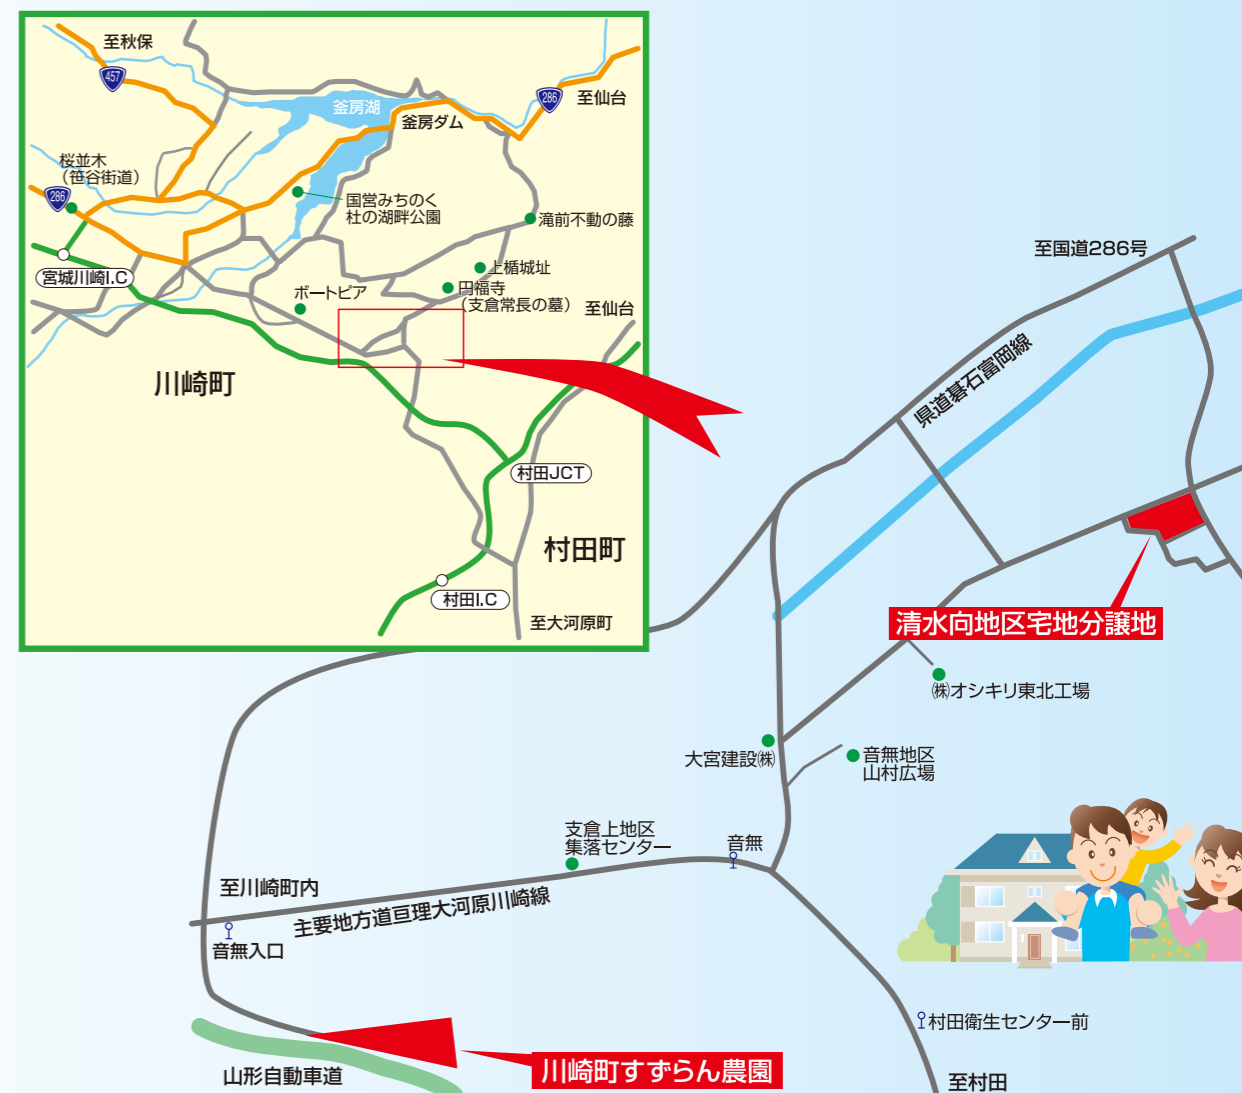 至秋保
457
釜房湖
286
至仙台
釜房ダム
桜並木
(笹谷街道)
286
国営みちのく
杜の湖畔公園
滝前不動の藤
上楯城址
宮城川崎I.C
円福寺
(支倉常長の墓)
ボートピア
至仙台
川崎町
村田JCT
村田町
村田I.C
至大河原町
至国道286号
県道碁石富岡線
清水向地区宅地分譲地
㈱オシキリ東北工場
大宮建設㈱
音無地区
山村広場
支倉上地区
集落センター
音無
至川崎町内
主要地方道亘理大河原川崎線
音無入口
村田衛生センター前
川崎町すずらん農園
山形自動車道
至村田